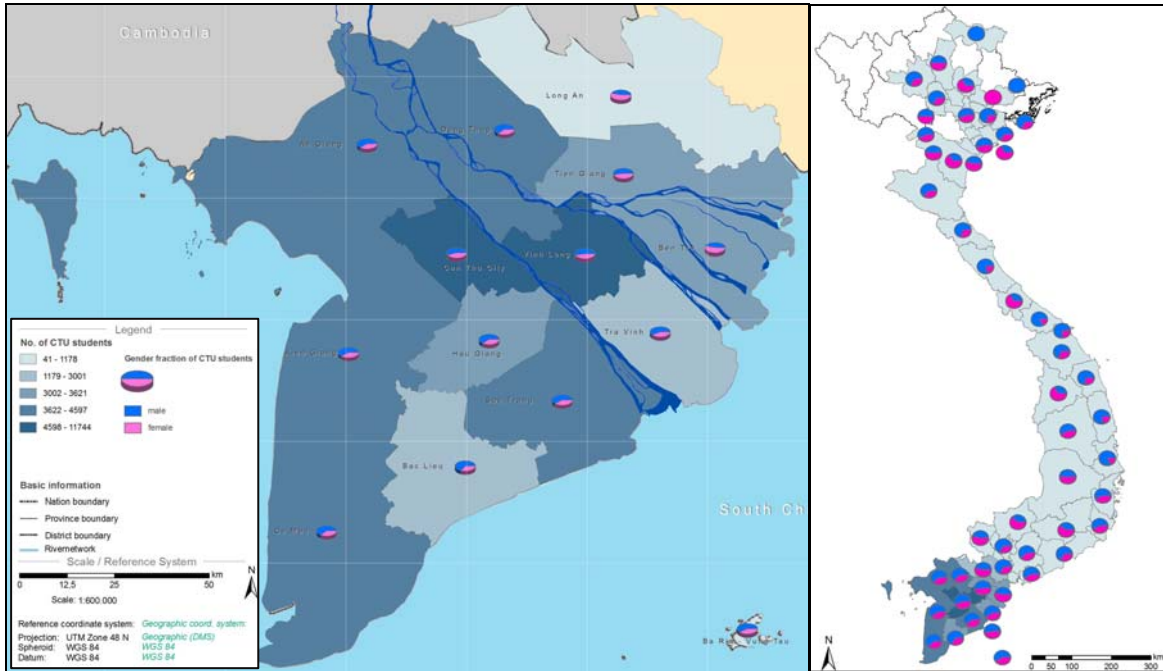 Cambodia
Long An
Dong Thap
An Giang
Tien Giang
Ben Tre
Can Tho City
Vinh Long
Tra Vinh
Hau Giang
Kien Giang
Soc Trang
Bac Lieu
Ca Mau
South Ch
Ba Ria - Vung Tau
Legend
No. of CTU students
41 - 1178
1179 - 3001
3002 - 3621
3622 - 4597
4598 - 11744
Gender fraction of CTU students
male
female
Basic information
Nation boundary
Province boundary
District boundary
Rivernetwork
Scale / Reference System
km
0 12,5 25 50
Scale: 1:600.000
N
Reference coordinate system: Geographic coord. system:
Projection: UTM Zone 48 N Geographic (DMS)
Spheroid: WGS 84 WGS 84
Datum: WGS 84 WGS 84
N
km
0 50 100 200 300